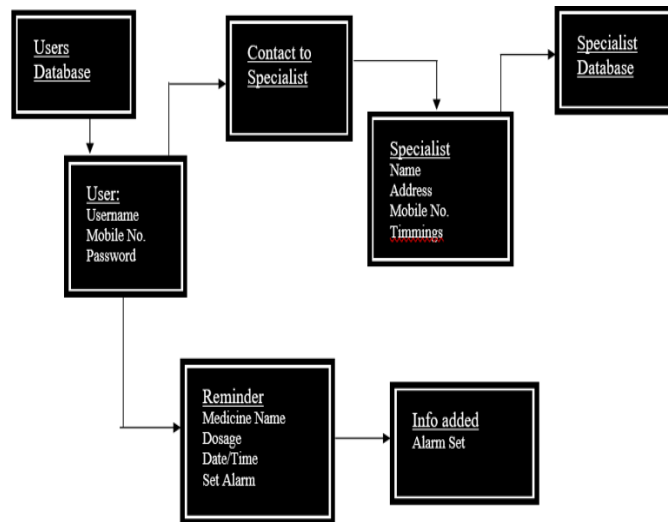 Users
Database
Contact to
Specialist
Specialist
Database
User:
Username
Mobile No.
Password
Specialist
Name
Address
Mobile No.
Timmings
Reminder
Medicine Name
Dosage
Date/Time
Set Alarm
Info added
Alarm Set